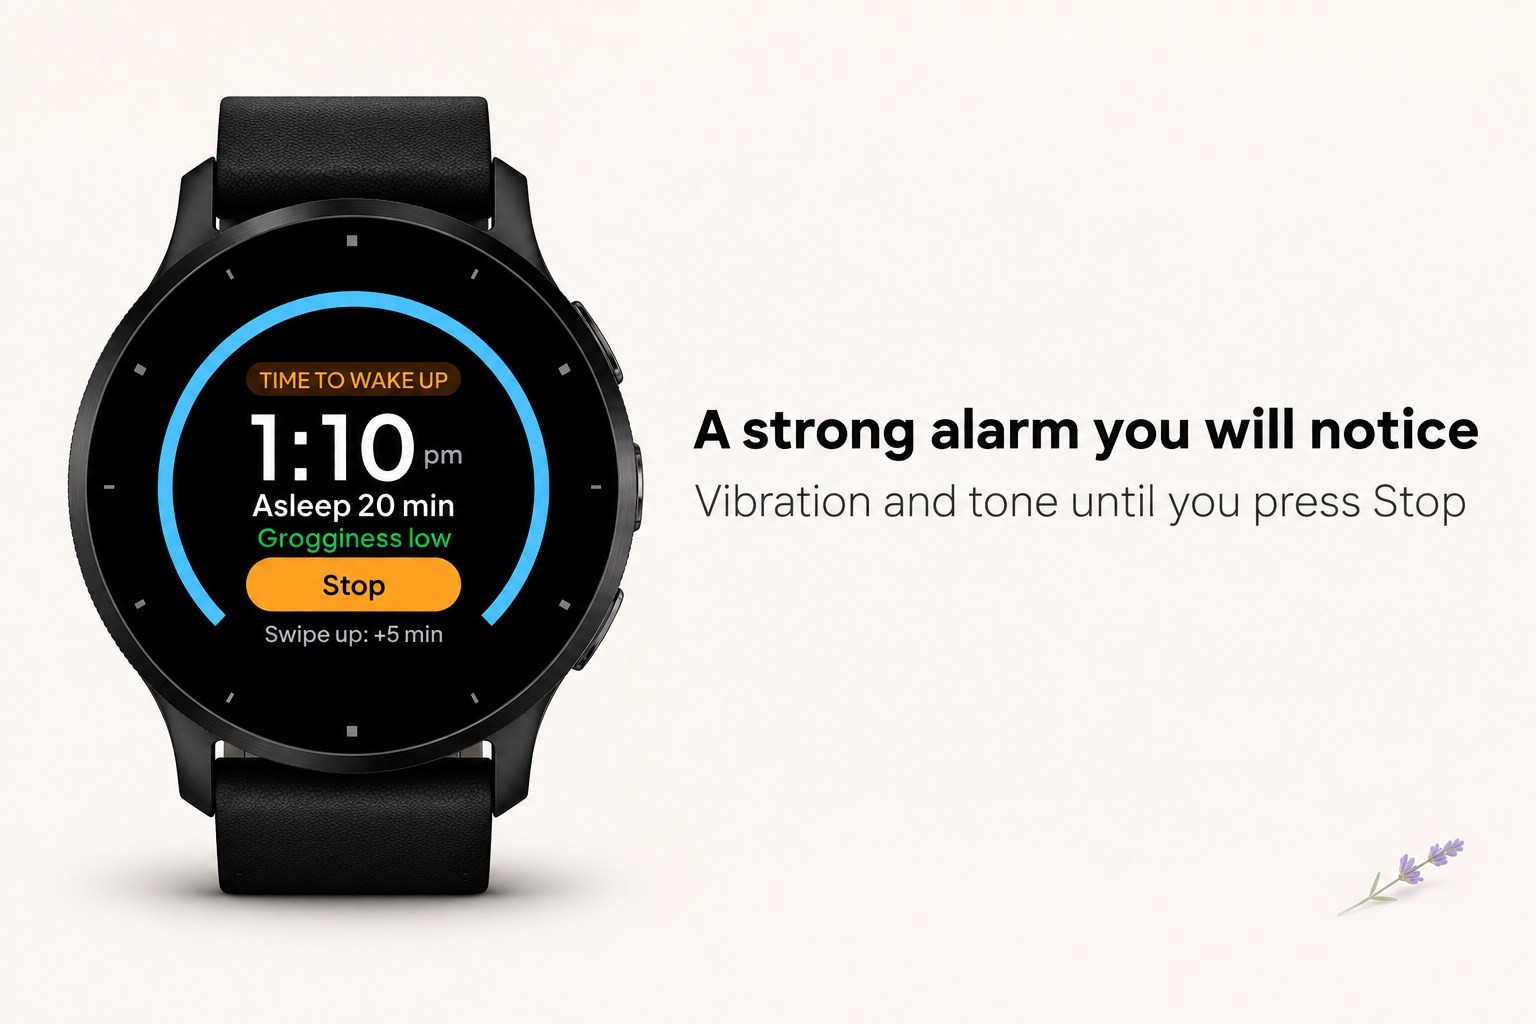 TIME TO WAKE UP
1:10 pm
Asleep 20 min
Grogginess low
Stop
Swipe up: +5 min
A strong alarm you will notice
Vibration and tone until you press Stop